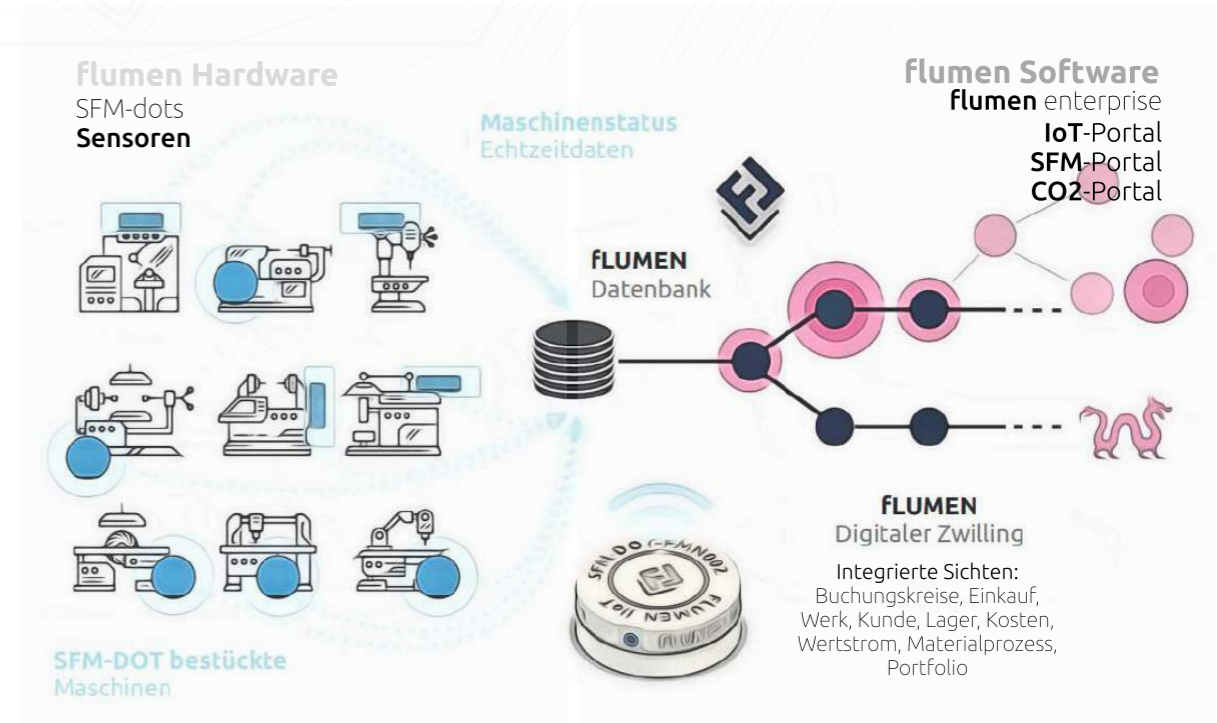 flumen Hardware
SFM-dots
Sensoren
Maschinenstatus
Echtzeitdaten
flumen Software
flumen enterprise
IoT-Portal
SFM-Portal
CO2-Portal
fLUMEN
Datenbank
SFM-DOT bestückte
Maschinen
FLUMEN IIoT
fLUMEN
Digitaler Zwilling
Integrierte Sichten:
Buchungskreise, Einkauf,
Werk, Kunde, Lager, Kosten,
Wertstrom, Materialprozess,
Portfolio